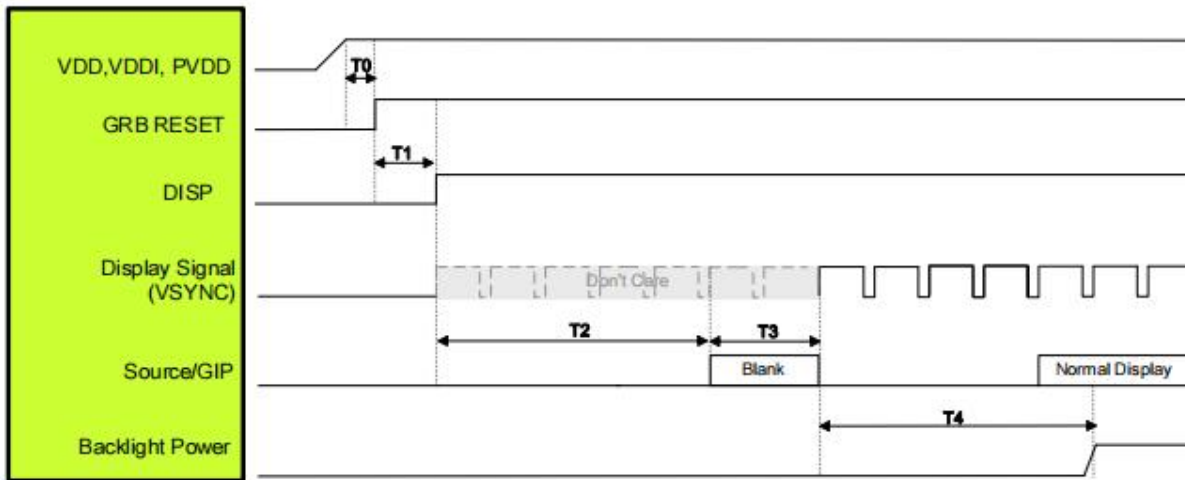 VDD,VDDI, PVDD
T0
GRB RESET
T1
DISP
Display Signal
(VSYNC)
Don't Care
T2
T3
Source/GIP
Blank
Normal Display
T4
Backlight Power